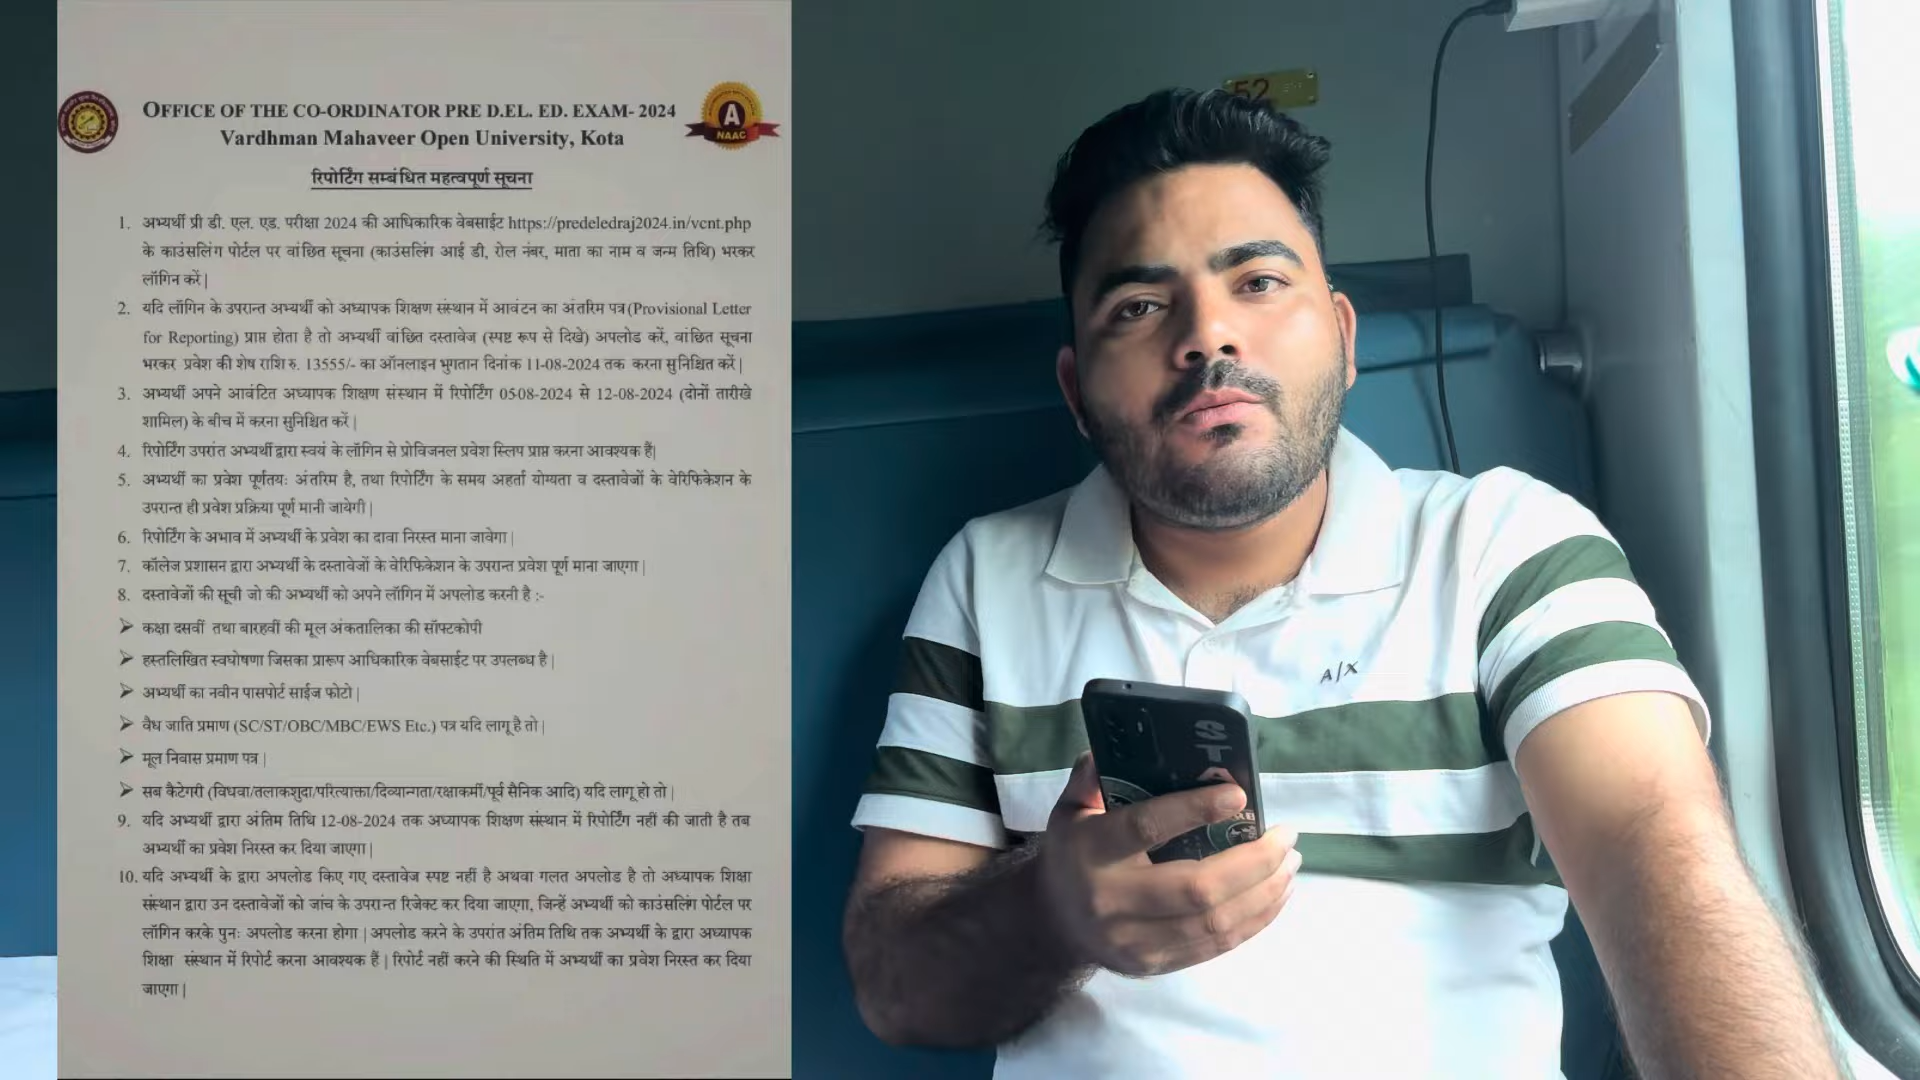 OFFICE OF THE CO-ORDINATOR PRE D.EL. ED. EXAM- 2024
Vardhman Mahaveer Open University, Kota
A
NAAC
रिपोर्टिंग सम्बंधित महत्वपूर्ण सूचना
1. अभ्यर्थी प्री डी. एल. एड. परीक्षा 2024 की आधिकारिक वेबसाईट https://predeledraj2024.in/vcnt.php
के काउंसलिंग पोर्टल पर वांछित सूचना (काउंसलिंग आई डी, रोल नंबर, माता का नाम व जन्म तिथि) भरकर
लॉगिन करें |
2. यदि लॉगिन के उपरान्त अभ्यर्थी को अध्यापक शिक्षण संस्थान में आवंटन का अंतरिम पत्र (Provisional Letter
for Reporting) प्राप्त होता है तो अभ्यर्थी वांछित दस्तावेज (स्पष्ट रूप से दिखे) अपलोड करें, वांछित सूचना
भरकर प्रवेश की शेष राशि रु. 13555/- का ऑनलाइन भुगतान दिनांक 11-08-2024 तक करना सुनिश्चित करें |
3. अभ्यर्थी अपने आवंटित अध्यापक शिक्षण संस्थान में रिपोर्टिंग 0508-2024 से 12-08-2024 (दोनों तारीखे
शामिल) के बीच में करना सुनिश्चित करें |
4. रिपोर्टिंग उपरांत अभ्यर्थी द्वारा स्वयं के लॉगिन से प्रोविजनल प्रवेश स्लिप प्राप्त करना आवश्यक हैं|
5. अभ्यर्थी का प्रवेश पूर्णतयः अंतरिम है, तथा रिपोर्टिंग के समय अहर्ता योग्यता व दस्तावेजों के वेरिफिकेशन के
उपरान्त ही प्रवेश प्रक्रिया पूर्ण मानी जायेगी |
6. रिपोर्टिंग के अभाव में अभ्यर्थी के प्रवेश का दावा निरस्त माना जावेगा |
7. कॉलेज प्रशासन द्वारा अभ्यर्थी के दस्तावेजों के वेरिफिकेशन के उपरान्त प्रवेश पूर्ण माना जाएगा |
8. दस्तावेजों की सूची जो की अभ्यर्थी को अपने लॉगिन में अपलोड करनी है :-
➤ कक्षा दसवीं तथा बारहवीं की मूल अंकतालिका की सॉफ्टकोपी
➤ हस्तलिखित स्वघोषणा जिसका प्रारूप आधिकारिक वेबसाईट पर उपलब्ध है |
➤ अभ्यर्थी का नवीन पासपोर्ट साईज फोटो |
➤ वैध जाति प्रमाण (SC/ST/OBC/MBC/EWS Etc.) पत्र यदि लागू है तो |
➤ मूल निवास प्रमाण पत्र |
➤ सब कैटेगरी (विधवा/तलाकशुदा/परित्याक्ता/दिव्यान्गता/रक्षाकर्मी/पूर्व सैनिक आदि) यदि लागू हो तो |
9. यदि अभ्यर्थी द्वारा अंतिम तिथि 12-08-2024 तक अध्यापक शिक्षण संस्थान में रिपोर्टिंग नहीं की जाती है तब
अभ्यर्थी का प्रवेश निरस्त कर दिया जाएगा |
10. यदि अभ्यर्थी के द्वारा अपलोड किए गए दस्तावेज स्पष्ट नहीं है अथवा गलत अपलोड है तो अध्यापक शिक्षा
संस्थान द्वारा उन दस्तावेजों को जांच के उपरान्त रिजेक्ट कर दिया जाएगा, जिन्हें अभ्यर्थी को काउंसलिंग पोर्टल पर
लॉगिन करके पुनः अपलोड करना होगा | अपलोड करने के उपरांत अंतिम तिथि तक अभ्यर्थी के द्वारा अध्यापक
शिक्षा संस्थान में रिपोर्ट करना आवश्यक हैं | रिपोर्ट नहीं करने की स्थिति में अभ्यर्थी का प्रवेश निरस्त कर दिया
जाएगा |
52
A/X